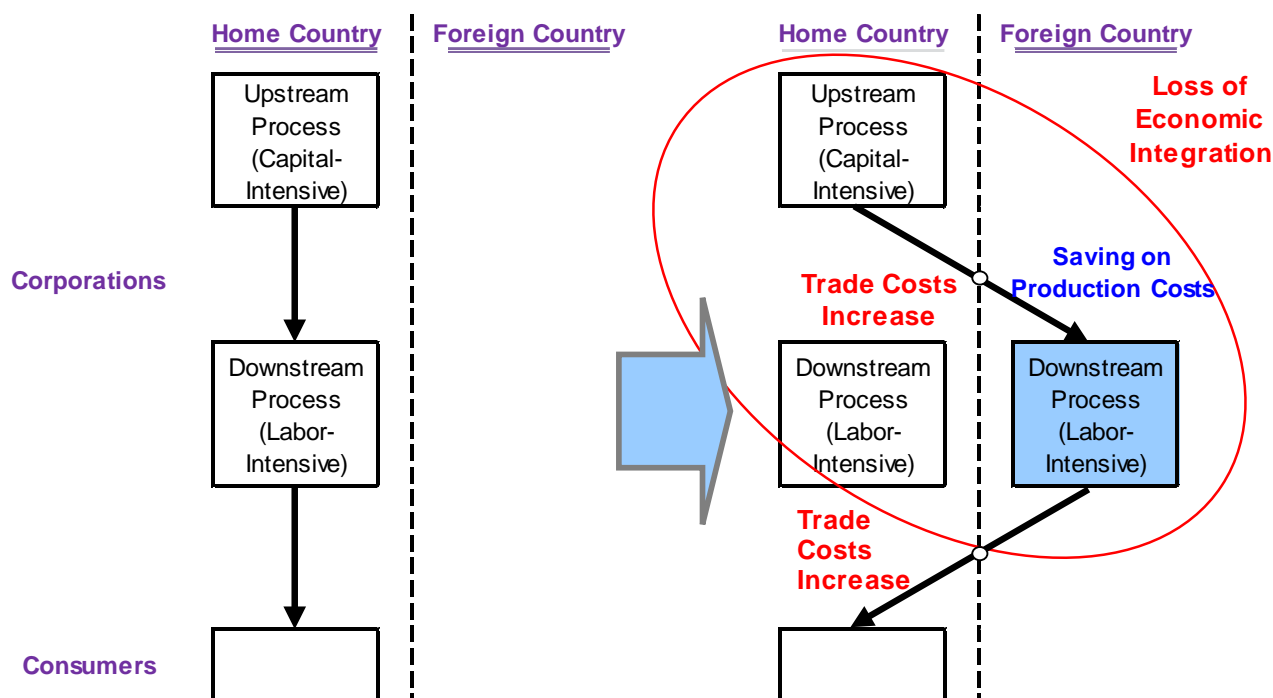 Home Country
Foreign Country
Home Country
Foreign Country
Upstream
Process
(Capital-
Intensive)
Upstream
Process
(Capital-
Intensive)
Loss of
Economic
Integration
Corporations
Trade Costs
Increase
Saving on
Production Costs
Downstream
Process
(Labor-
Intensive)
Downstream
Process
(Labor-
Intensive)
Downstream
Process
(Labor-
Intensive)
Trade
Costs
Increase
Consumers